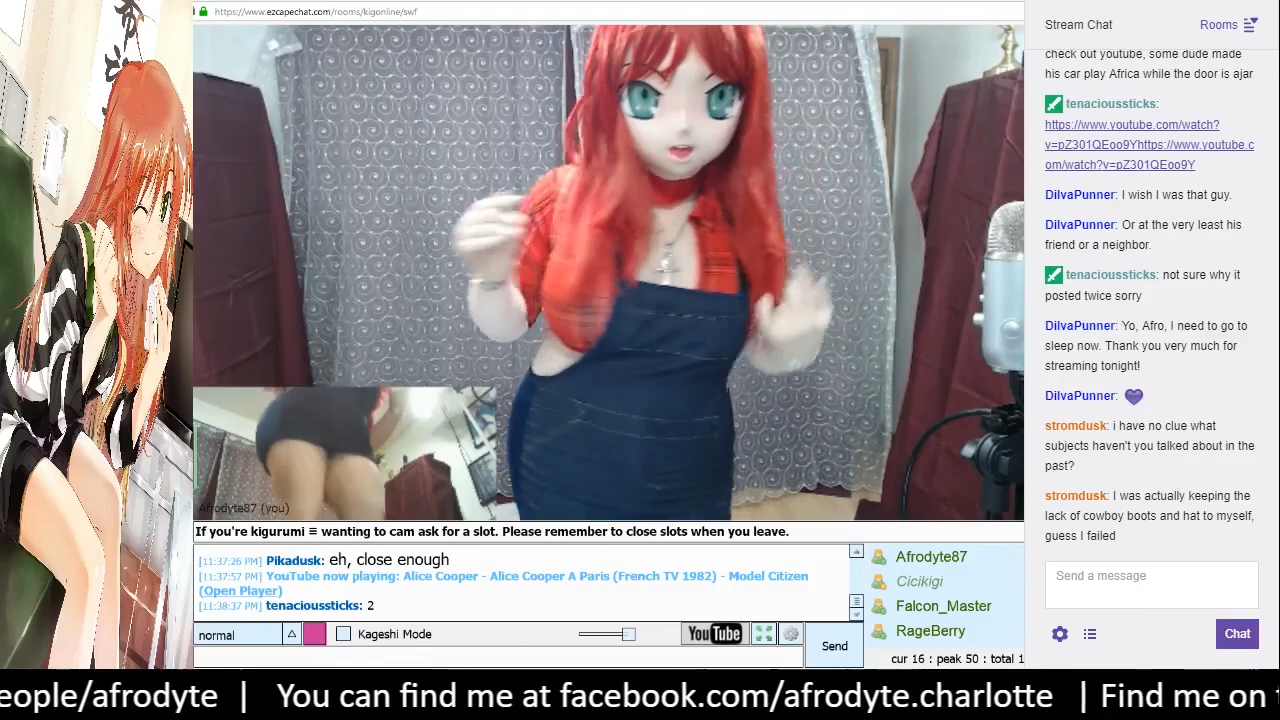 https://www.ezcapechat.com/rooms/kigonline/swf
Afrodyte87 (you)
If you're kigurumi ≡ wanting to cam ask for a slot. Please remember to close slots when you leave.
[11:37:26 PM] Pikadusk: eh, close enough
[11:37:57 PM] YouTube now playing: Alice Cooper - Alice Cooper A Paris (French TV 1982) - Model Citizen
(Open Player)
[11:38:37 PM] tenacioussticks: 2
normal
Kageshi Mode
YouTube
Send
Afrodyte87
Cicikigi
Falcon_Master
RageBerry
cur 16 : peak 50 : total 1
Stream Chat
Rooms
check out youtube, some dude made
his car play Africa while the door is ajar
tenacioussticks:
https://www.youtube.com/watch?
v=pZ301QEoo9Yhttps://www.youtube.c
om/watch?v=pZ301QEoo9Y
DilvaPunner: I wish I was that guy.
DilvaPunner: Or at the very least his
friend or a neighbor.
tenacioussticks: not sure why it
posted twice sorry
DilvaPunner: Yo, Afro, I need to go to
sleep now. Thank you very much for
streaming tonight!
DilvaPunner:
stromdusk: i have no clue what
subjects haven't you talked about in the
past?
stromdusk: I was actually keeping the
lack of cowboy boots and hat to myself,
guess I failed
Send a message
Chat
eople/afrodyte | You can find me at facebook.com/afrodyte.charlotte | Find me on